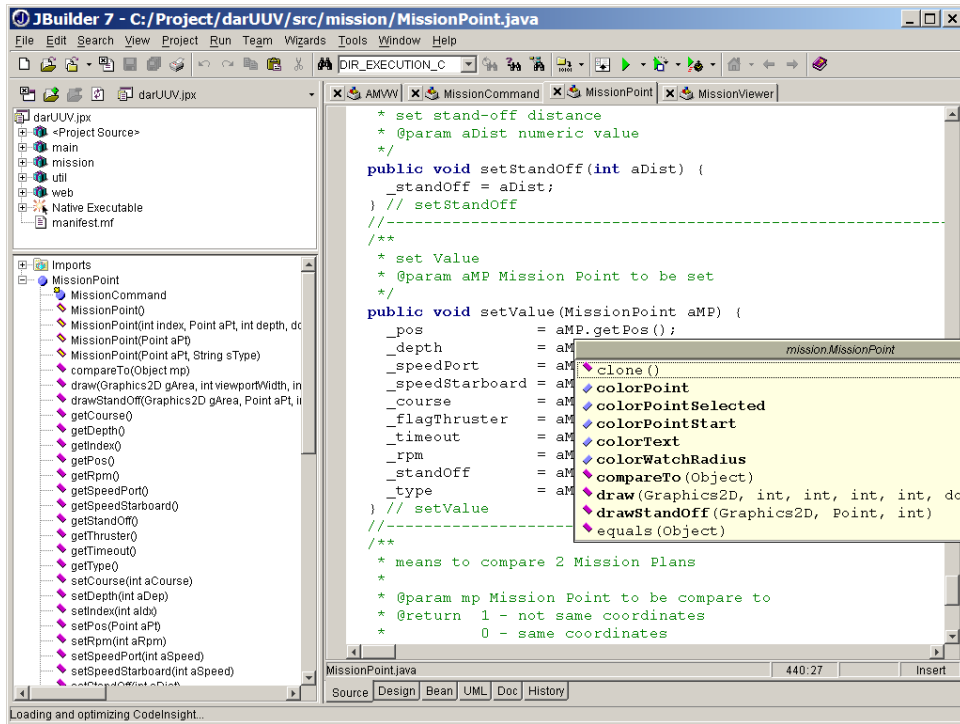 JBuilder 7 - C:/Project/darUUV/src/mission/MissionPoint.java
File Edit Search View Project Run Team Wizards Tools Window Help
DIR_EXECUTION_C
darUUV.jpx
darUUV.jpx
<Project Source>
main
mission
util
web
Native Executable
manifest.mf
Imports
MissionPoint
MissionCommand
MissionPoint()
MissionPoint(int index, Point aPt, int depth, dc
MissionPoint(Point aPt)
MissionPoint(Point aPt, String sType)
compareTo(Object mp)
draw(Graphics2D gArea, int viewportWidth, in
drawStandOff(Graphics2D gArea, Point aPt, i
getCourse()
getDepth()
getIndex()
getPos()
getRpm()
getSpeedPort()
getSpeedStarboard()
getStandOff()
getThruster()
getTimeout()
getType()
setCourse(int aCourse)
setDepth(int aDep)
setIndex(int aIdx)
setPos(Point aPt)
setRpm(int aRpm)
setSpeedPort(int aSpeed)
setSpeedStarboard(int aSpeed)
setStandOff(int aDist)
AMVW MissionCommand MissionPoint MissionViewer
* set stand-off distance
* @param aDist numeric value
*/
public void setStandOff(int aDist) {
_standOff = aDist;
} // setStandOff
//--------------------------------------------------------------
/**
* set Value
* @param aMP Mission Point to be set
*/
public void setValue(MissionPoint aMP) {
_pos = aMP.getPos();
_depth = aM
_speedPort = aM
_speedStarboard = aM
_course = aM
_flagThruster = aM
_timeout = aM
_rpm = aM
_standOff = aM
_type = aM
} // setValue
//---------------------
/**
* means to compare 2 Mission Plans
*
* @param mp Mission Point to be compare to
* @return 1 - not same coordinates
* 0 - same coordinates
mission.MissionPoint
clone()
colorPoint
colorPointSelected
colorPointStart
colorText
colorWatchRadius
compareTo(Object)
draw(Graphics2D, int, int, int, int, do
drawStandOff(Graphics2D, Point, int)
equals(Object)
MissionPoint.java 440:27 Insert
Source Design Bean UML Doc History
Loading and optimizing CodeInsight...